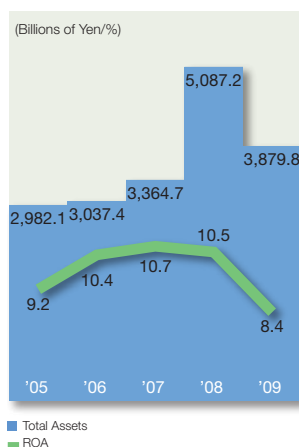 (Billions of Yen/%)
5,087.2
3,879.8
3,364.7
2,982.1 3,037.4
10.5
10.7
10.4
9.2
8.4
’05 ’06 ’07 ’08 ’09
Total Assets
ROA